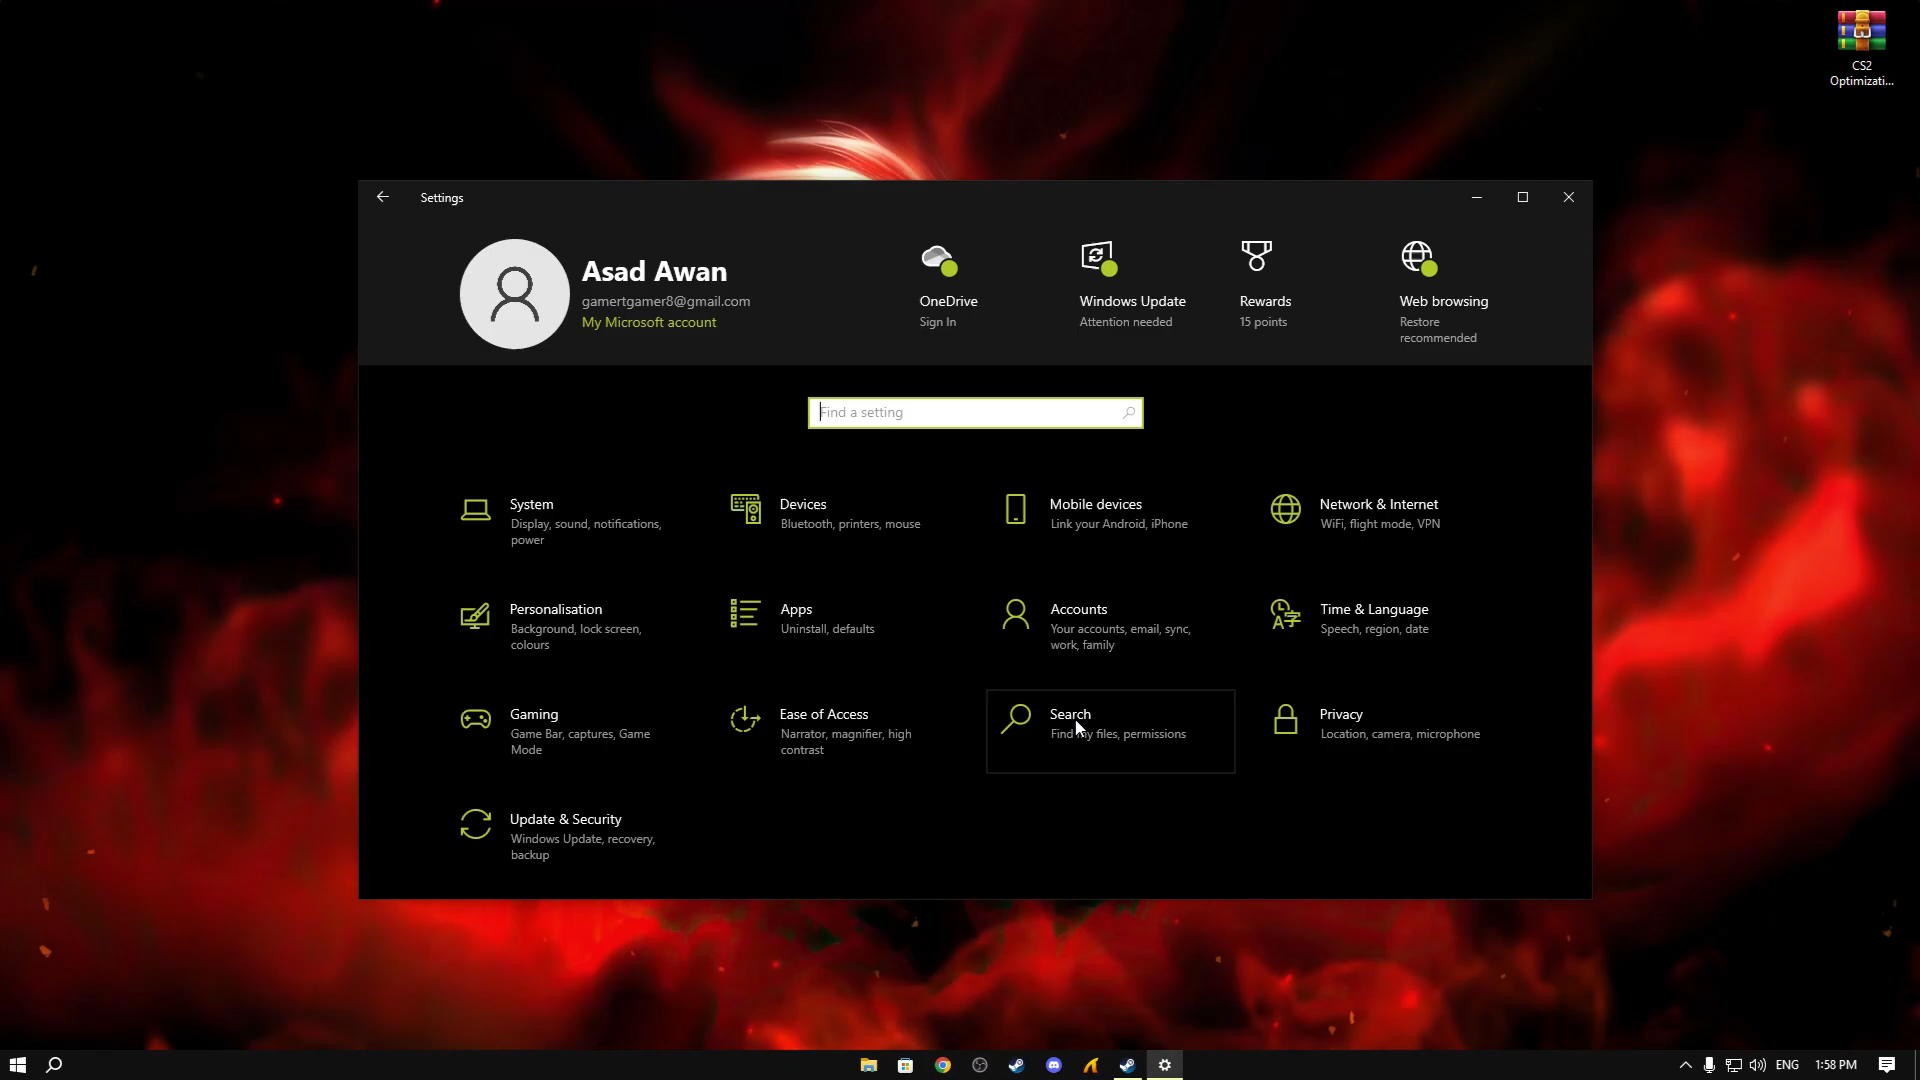 CS2
Optimizati...
Settings
Asad Awan
gamertgamer8@gmail.com
My Microsoft account
OneDrive
Sign In
Windows Update
Attention needed
Rewards
15 points
Web browsing
Restore
recommended
Find a setting
System
Display, sound, notifications,
power
Devices
Bluetooth, printers, mouse
Mobile devices
Link your Android, iPhone
Network & Internet
WiFi, flight mode, VPN
Personalisation
Background, lock screen,
colours
Apps
Uninstall, defaults
Accounts
Your accounts, email, sync,
work, family
Time & Language
Speech, region, date
Gaming
Game Bar, captures, Game
Mode
Ease of Access
Narrator, magnifier, high
contrast
Search
Find my files, permissions
Privacy
Location, camera, microphone
Update & Security
Windows Update, recovery,
backup
ENG
1:58 PM